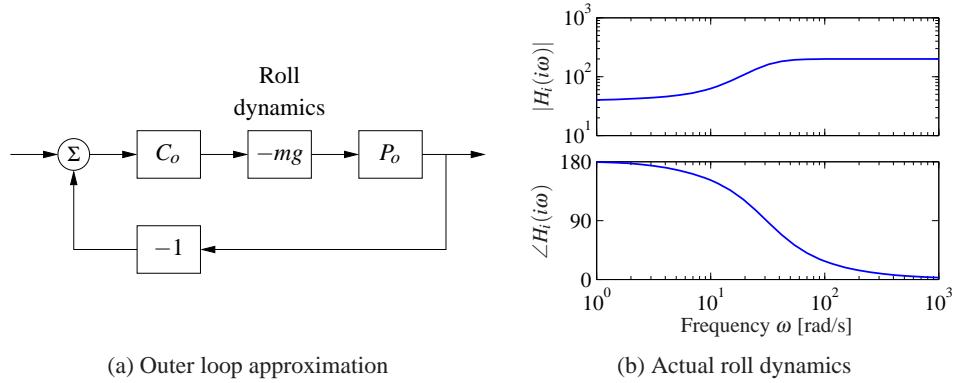 Roll
dynamics
Σ
C_o
−mg
P_o
−1
(a) Outer loop approximation
|H_i(iω)|
10^3
10^2
10^1
∠H_i(iω)
180
90
0
10^0 10^1 10^2 10^3
Frequency ω [rad/s]
(b) Actual roll dynamics